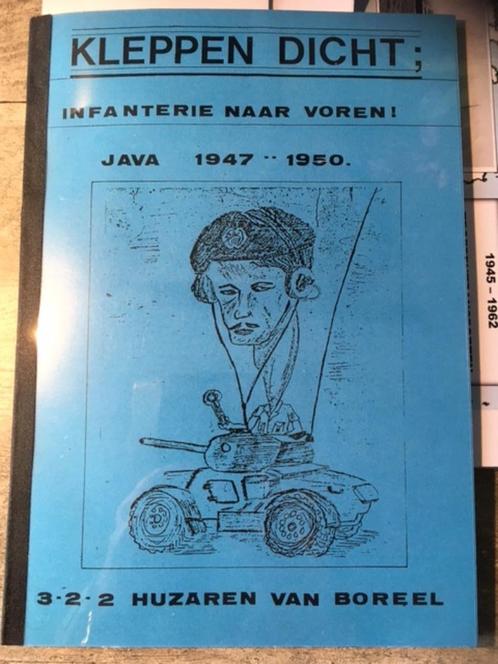 KLEPPEN DICHT;
INFANTERIE NAAR VOREN!
JAVA 1947 -- 1950.
3-2-2 HUZAREN VAN BOREEL
1945 – 1962